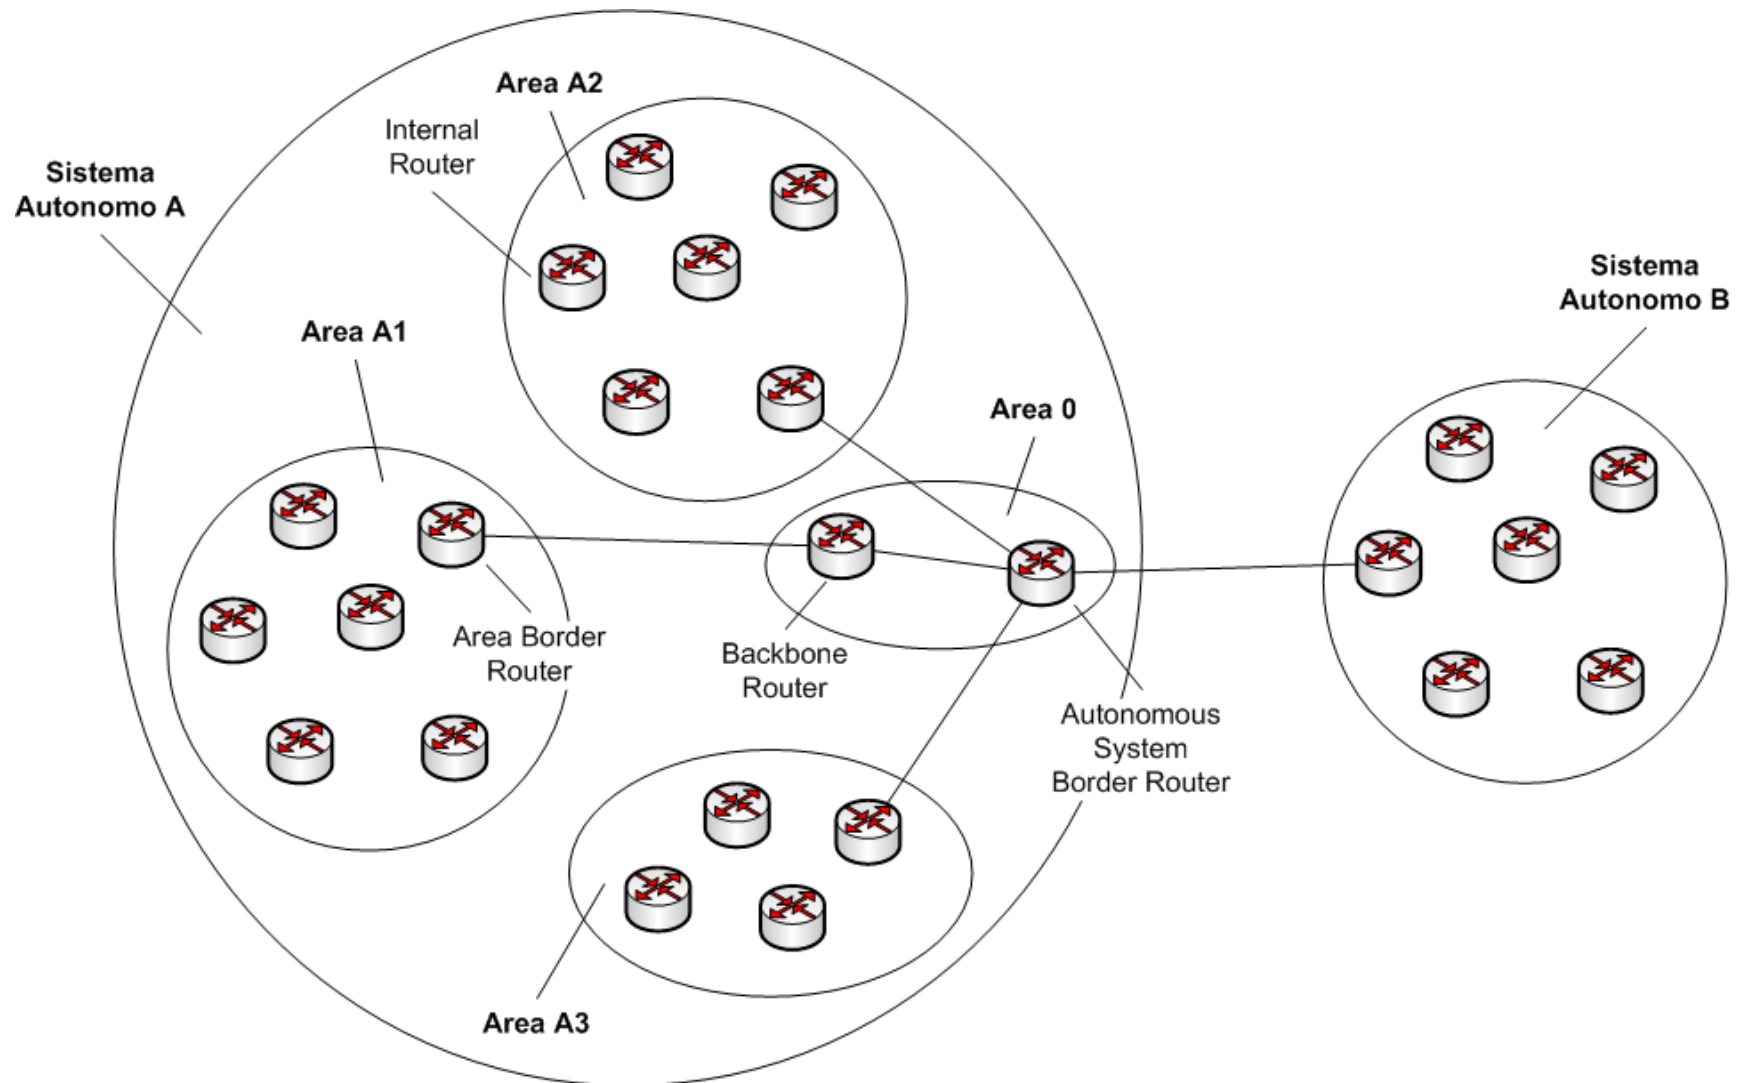 Area A2
Internal
Router
Sistema
Autonomo A
Area A1
Sistema
Autonomo B
Area 0
Area Border
Router
Backbone
Router
Autonomous
System
Border Router
Area A3